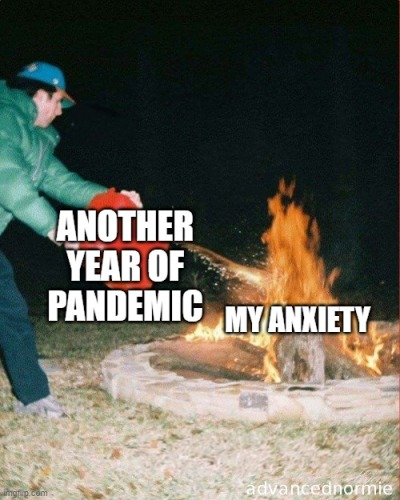 ANOTHER
YEAR OF
PANDEMIC
MY ANXIETY
imgflip.com
advancednormie